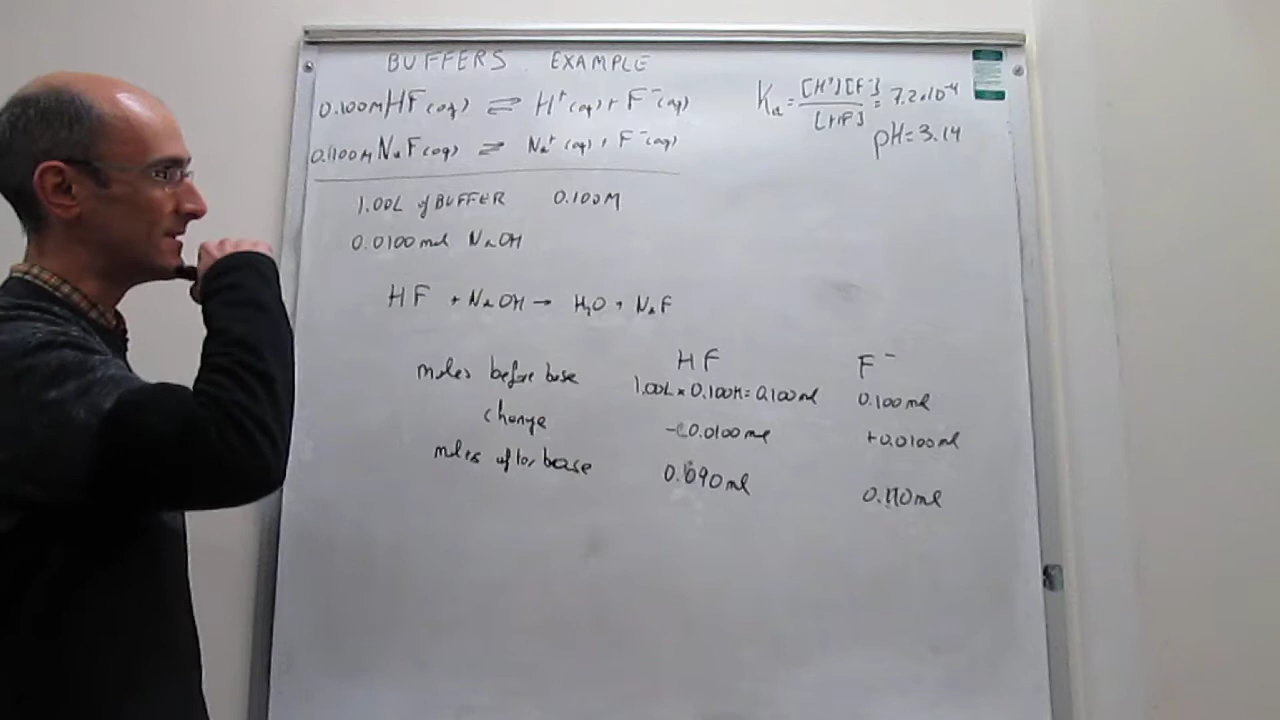 BUFFERS EXAMPLE
0.100M HF(aq) ⇌ H⁺(aq) + F⁻(aq)
Ka = [H⁺][F⁻] / [HF] = 7.2×10⁻⁴
pH = 3.14
0.100M NaF(aq) ⇌ Na⁺(aq) + F⁻(aq)
1.00L of BUFFER 0.100M
0.0100 mol NaOH
HF + NaOH → H₂O + NaF
HF F⁻
moles before base 1.00L × 0.100M = 0.100 mol 0.100 mol
change -0.0100 mol +0.0100 mol
moles after base 0.090 mol 0.110 mol